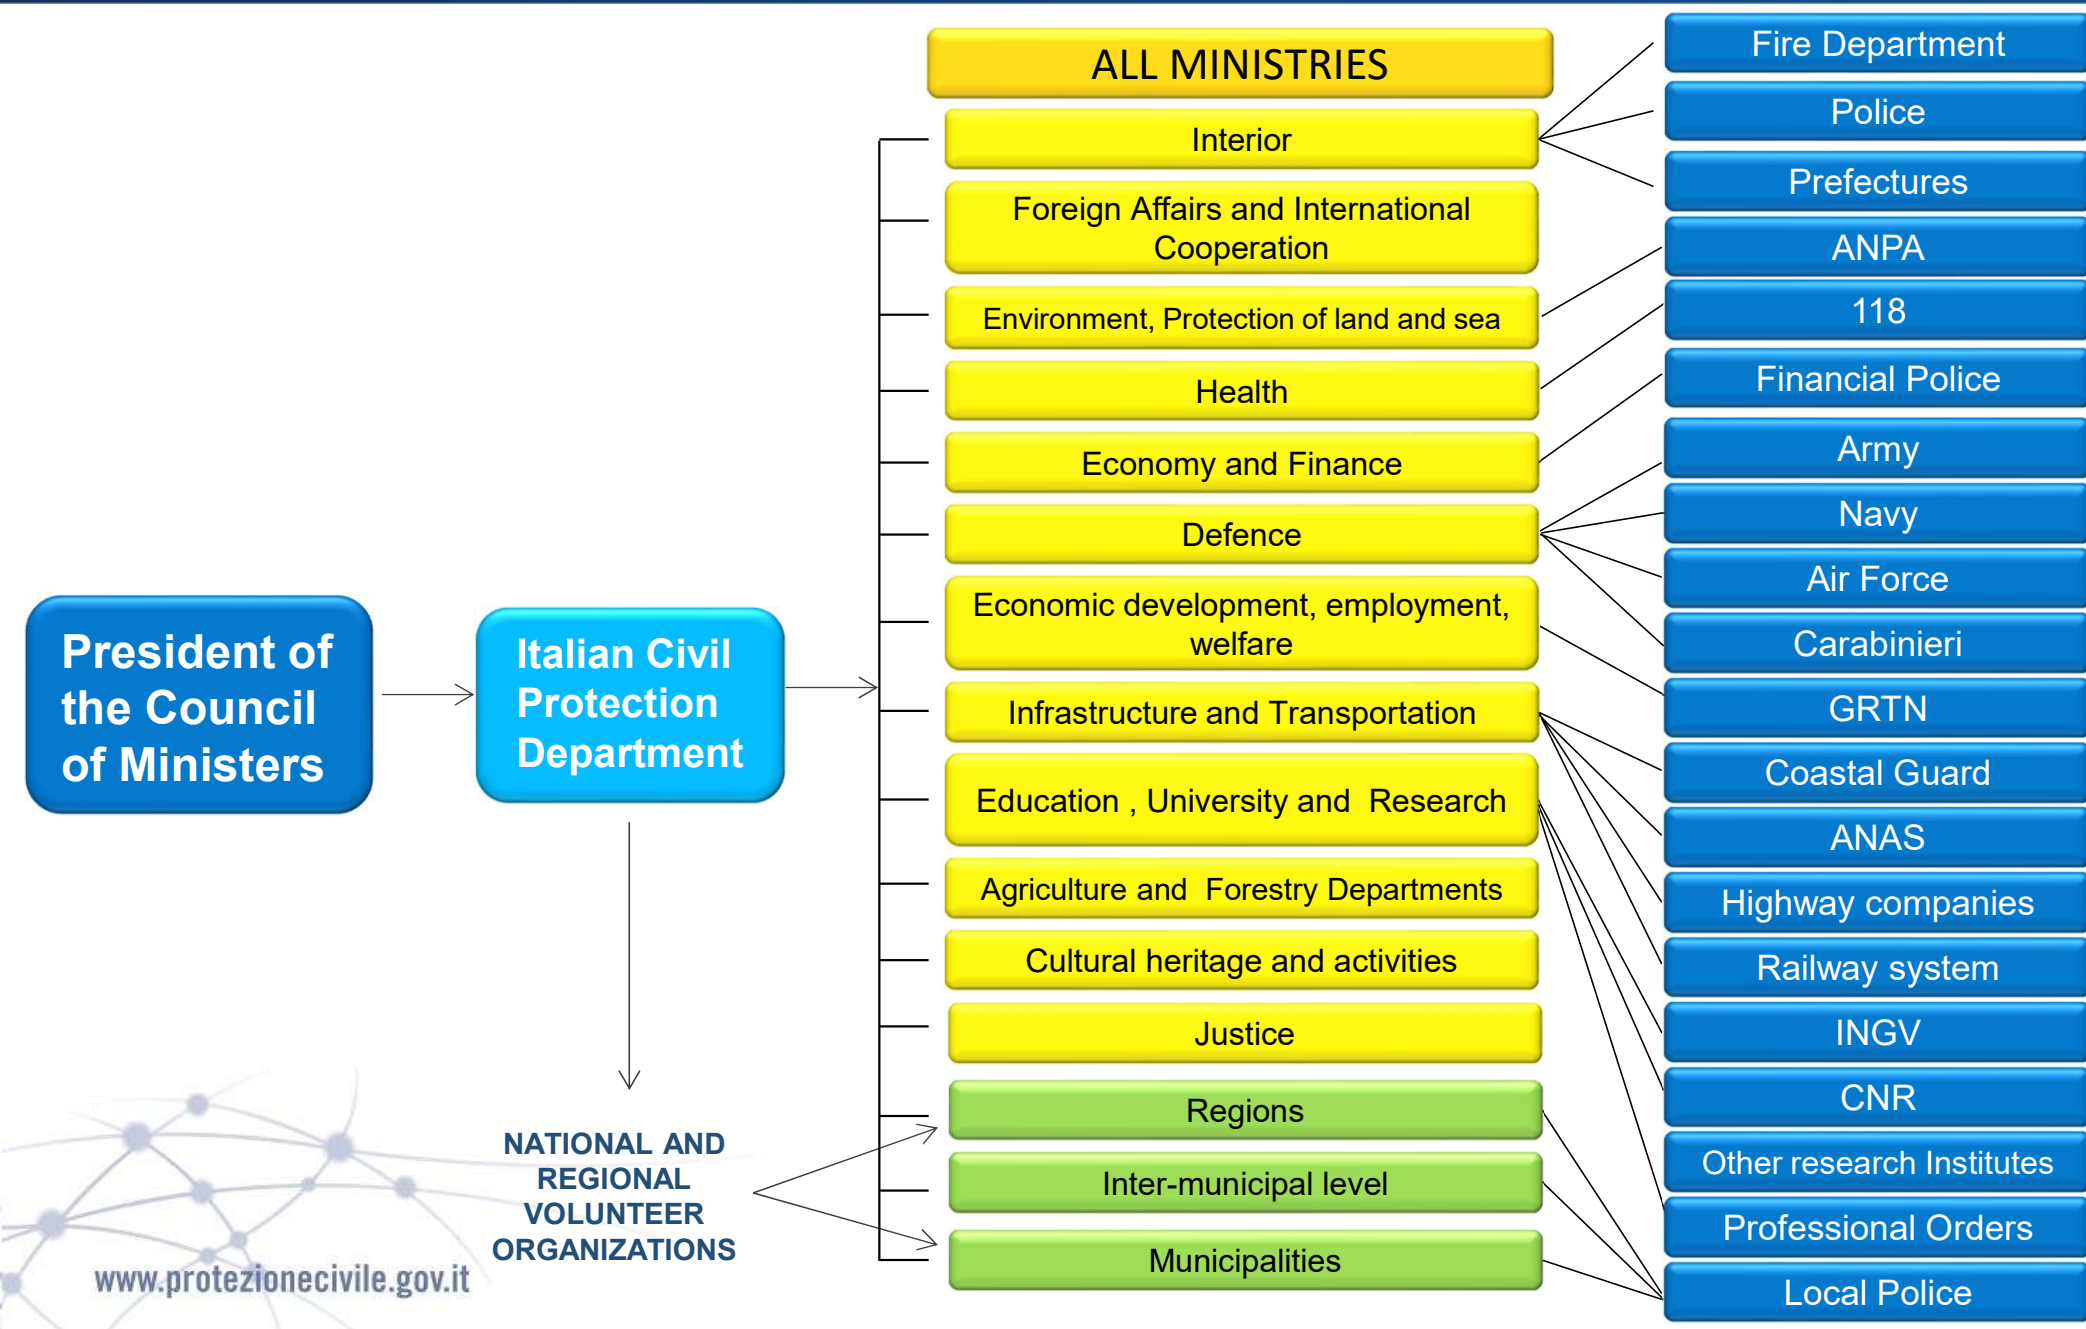 President of
the Council
of Ministers
Italian Civil
Protection
Department
NATIONAL AND
REGIONAL
VOLUNTEER
ORGANIZATIONS
www.protezionecivile.gov.it
ALL MINISTRIES
Interior
Foreign Affairs and International
Cooperation
Environment, Protection of land and sea
Health
Economy and Finance
Defence
Economic development, employment,
welfare
Infrastructure and Transportation
Education , University and Research
Agriculture and Forestry Departments
Cultural heritage and activities
Justice
Regions
Inter-municipal level
Municipalities
Fire Department
Police
Prefectures
ANPA
118
Financial Police
Army
Navy
Air Force
Carabinieri
GRTN
Coastal Guard
ANAS
Highway companies
Railway system
INGV
CNR
Other research Institutes
Professional Orders
Local Police